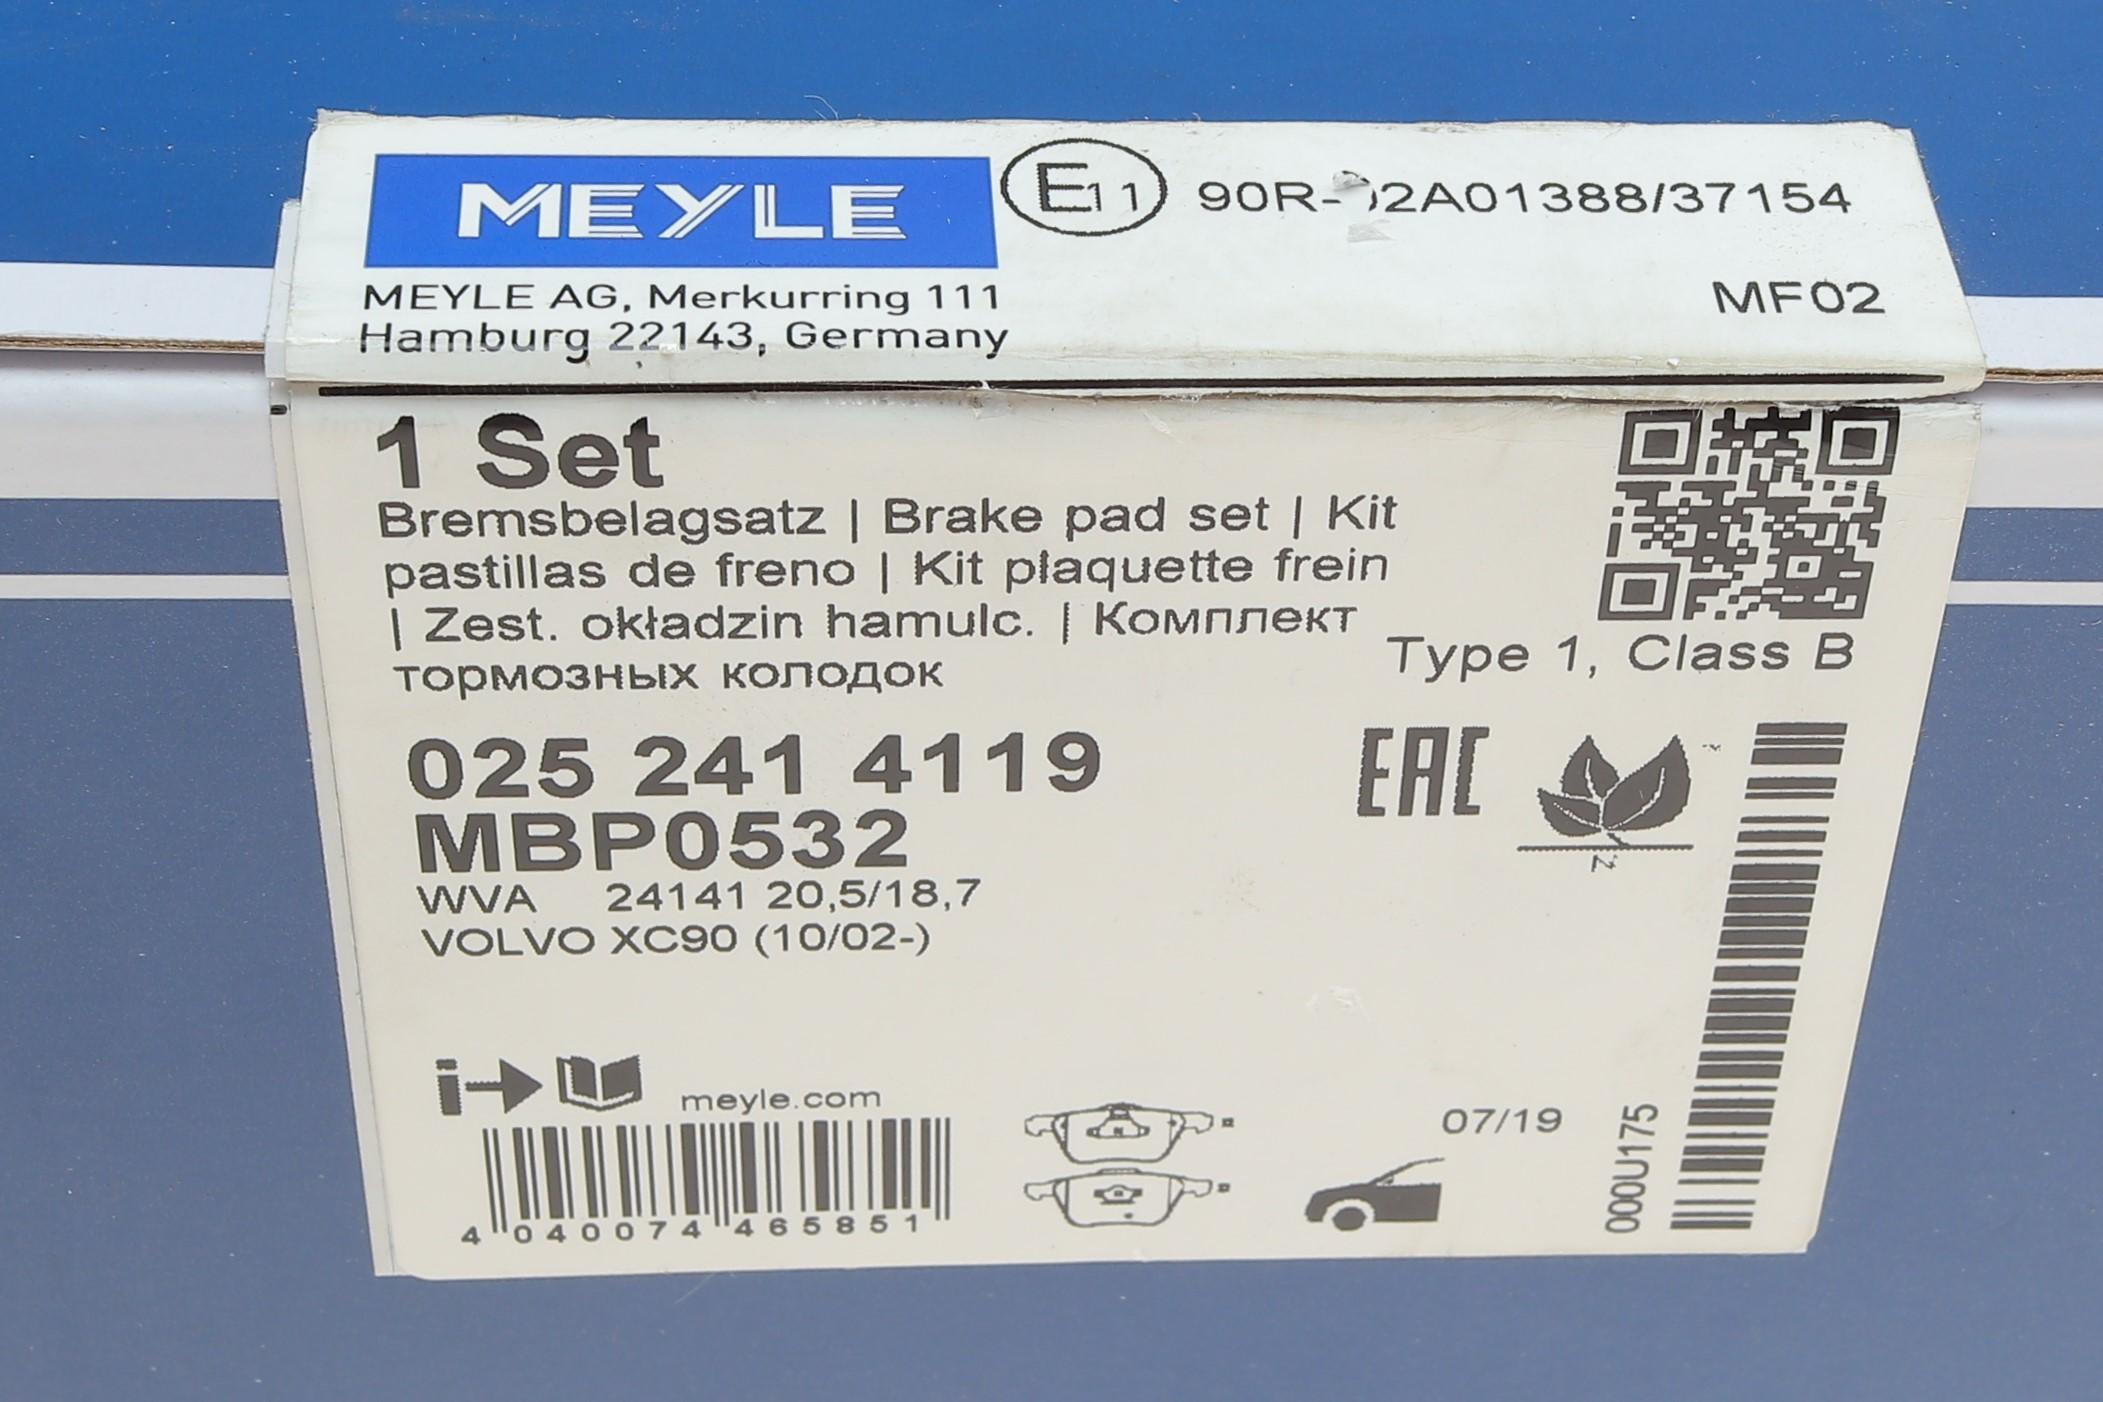 MEYLE
E11
90R- 2A01388/37154
MEYLE AG, Merkurring 111
Hamburg 22143, Germany
MF02
1 Set
Bremsbelagsatz | Brake pad set | Kit
pastillas de freno | Kit plaquette frein
| Zest. okładzin hamulc. | Комплект
тормозных колодок
Type 1, Class B
025 241 4119
MBP0532
WVA 24141 20,5/18,7
VOLVO XC90 (10/02-)
EAC
meyle.com
4 040074 465851
07/19
000U175